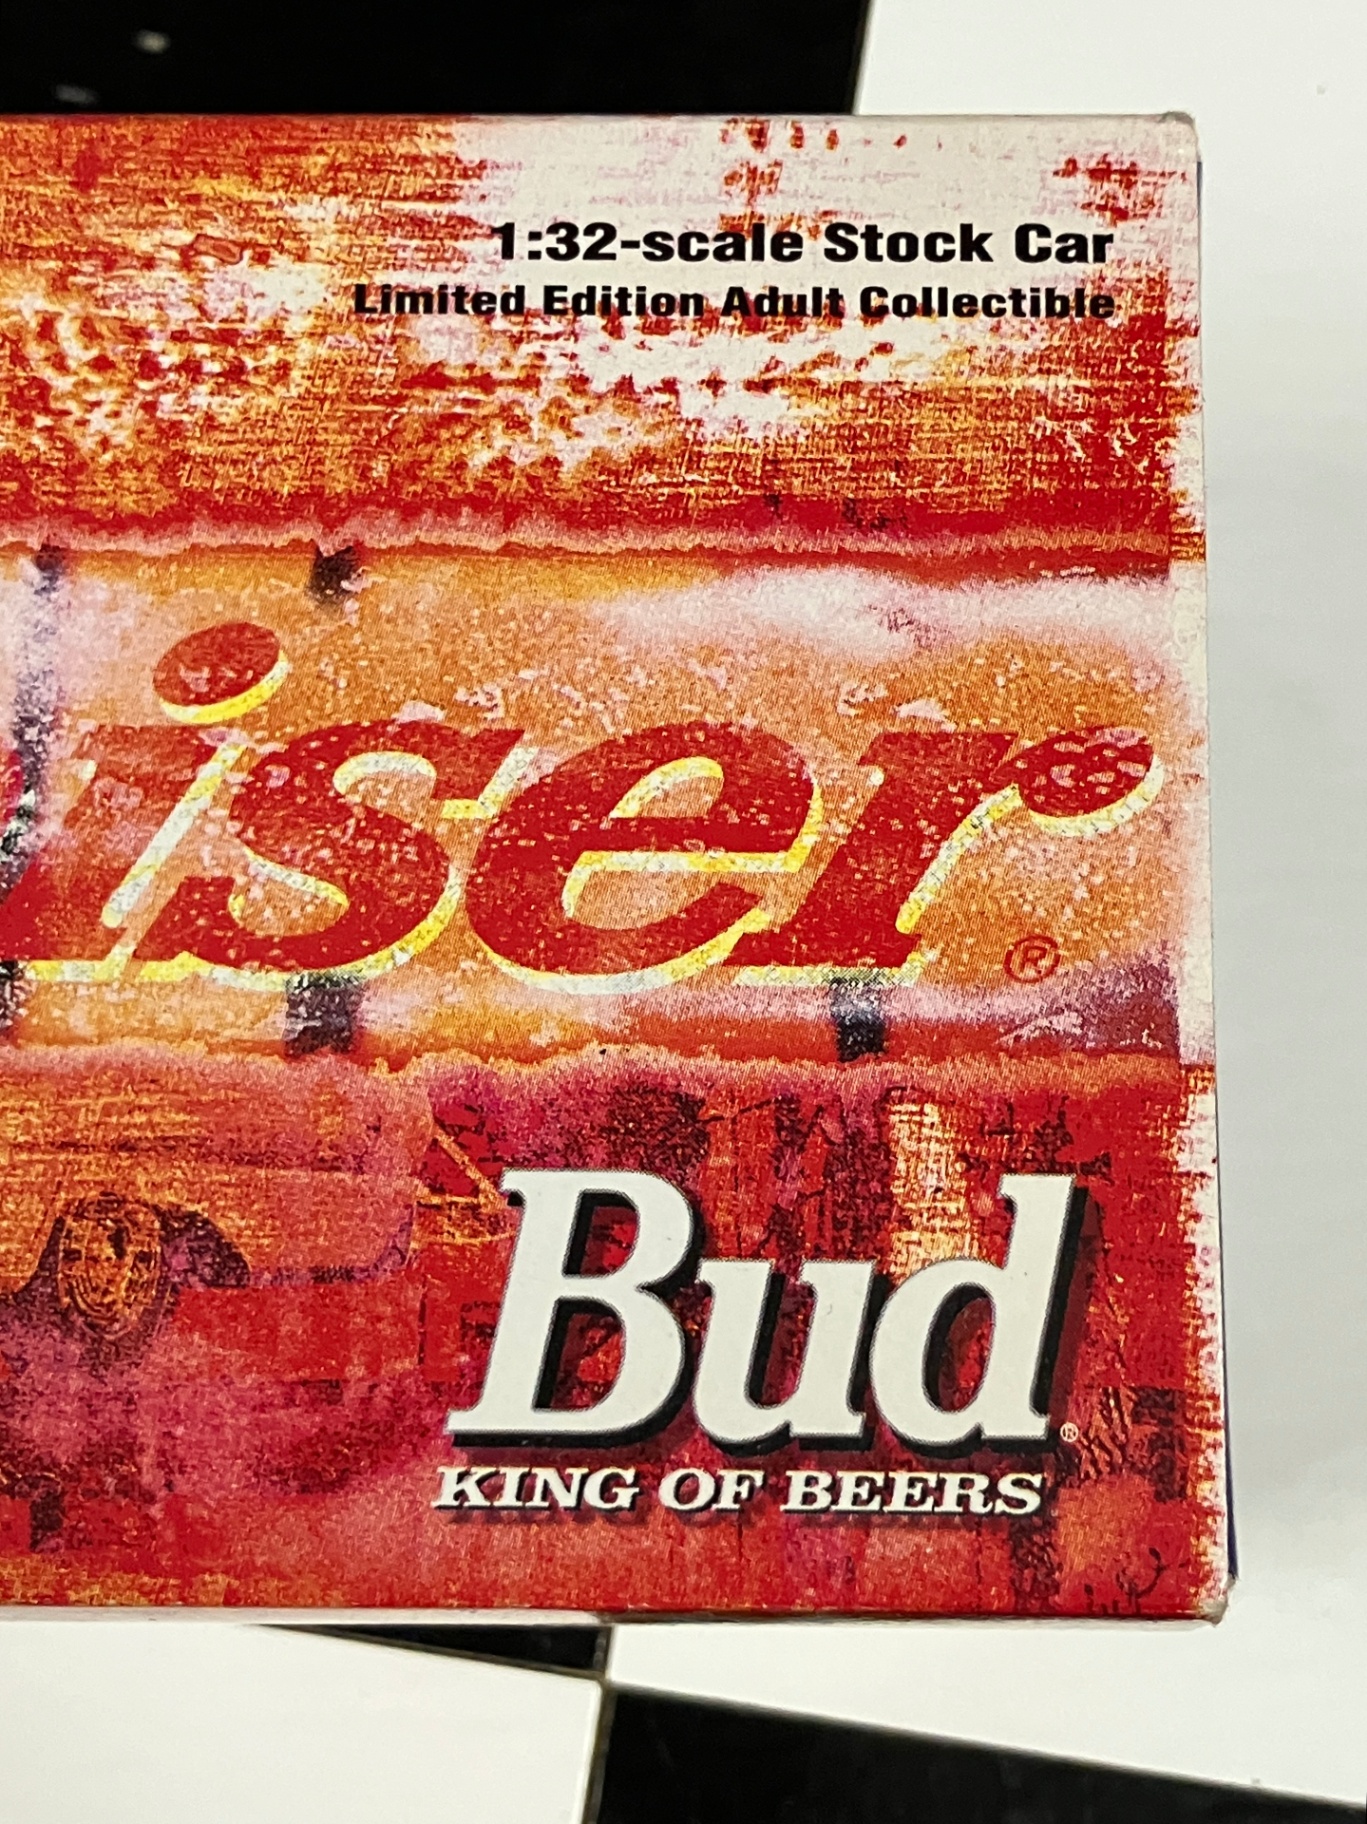 1:32-scale Stock Car
Limited Edition Adult Collectible
iser®
Bud®
KING OF BEERS